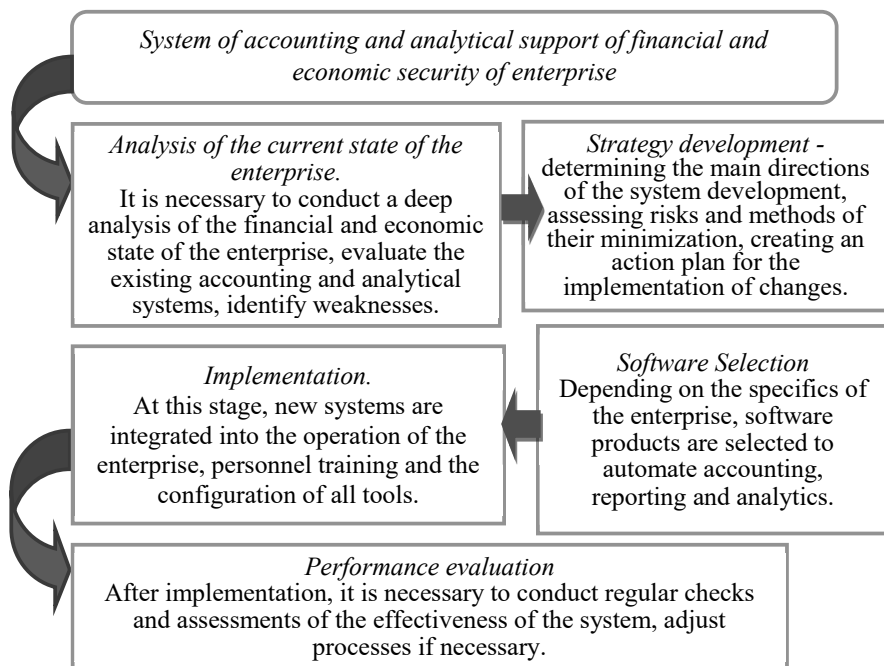 System of accounting and analytical support of financial and
economic security of enterprise
Analysis of the current state of the
enterprise.
It is necessary to conduct a deep
analysis of the financial and economic
state of the enterprise, evaluate the
existing accounting and analytical
systems, identify weaknesses.
Strategy development -
determining the main directions
of the system development,
assessing risks and methods of
their minimization, creating an
action plan for the
implementation of changes.
Software Selection
Depending on the specifics of
the enterprise, software
products are selected to
automate accounting,
reporting and analytics.
Implementation.
At this stage, new systems are
integrated into the operation of the
enterprise, personnel training and the
configuration of all tools.
Performance evaluation
After implementation, it is necessary to conduct regular checks
and assessments of the effectiveness of the system, adjust
processes if necessary.